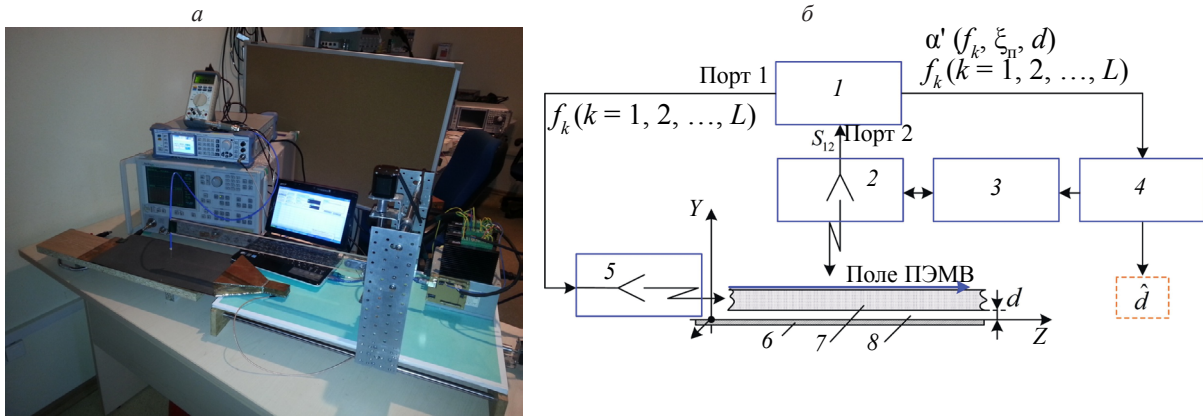 а
б
α' (f_k, ξ_п, d)
Порт 1
f_k (k = 1, 2, …, L)
1
f_k (k = 1, 2, …, L)
S_12
Порт 2
2
3
4
Y
5
Поле ПЭМВ
d
d̂
6
7
8
Z